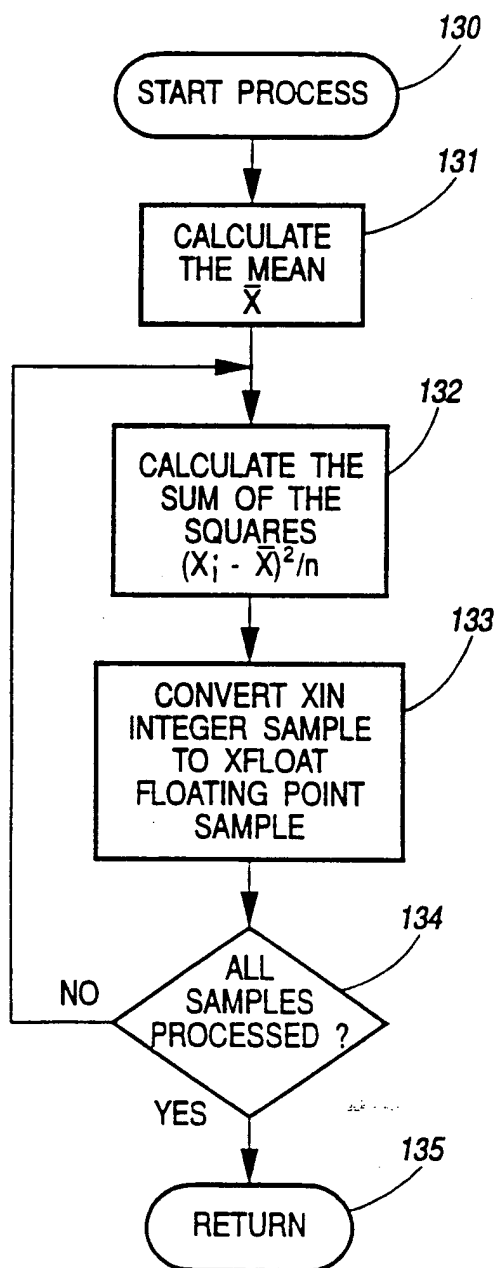 130
START PROCESS
131
CALCULATE
THE MEAN
X̅
132
CALCULATE THE
SUM OF THE
SQUARES
(Xi - X̅)²/n
133
CONVERT XIN
INTEGER SAMPLE
TO XFLOAT
FLOATING POINT
SAMPLE
134
ALL
SAMPLES
PROCESSED ?
NO
YES
135
RETURN